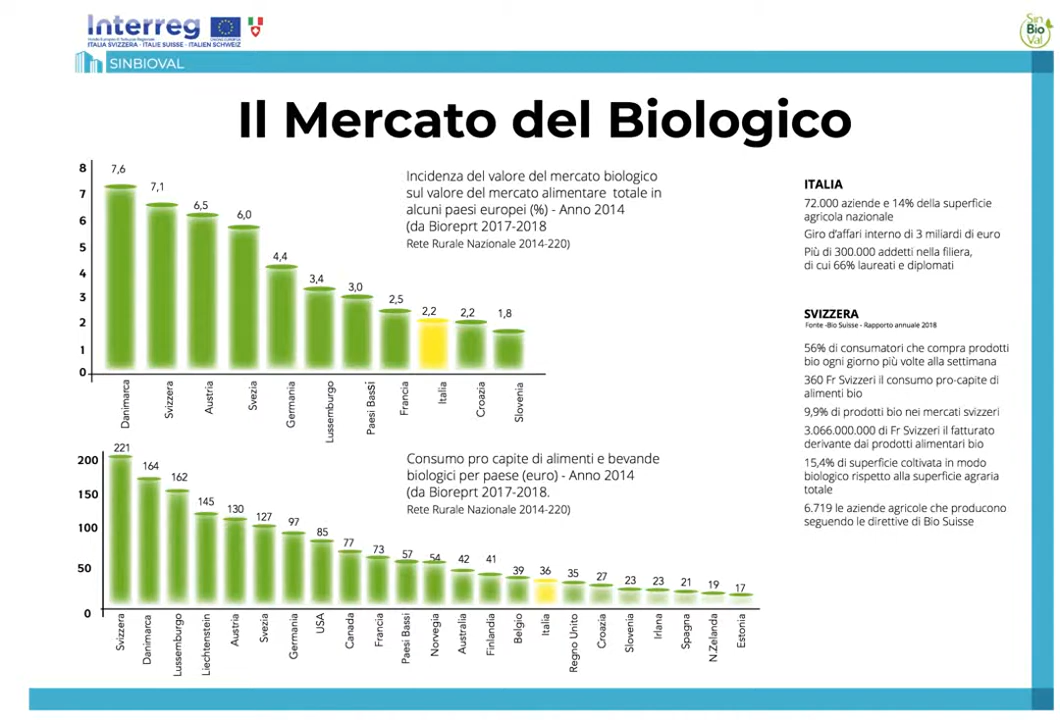 Interreg
ITALIA SVIZZERA · ITALIE SUISSE · ITALIEN SCHWEIZ
Sin
Bio
Val
SINBIOVAL
Il Mercato del Biologico
Incidenza del valore del mercato biologico
sul valore del mercato alimentare totale in
alcuni paesi europei (%) - Anno 2014
(da Bioreprt 2017-2018
Rete Rurale Nazionale 2014-220)
8
7
6
5
4
3
2
1
0
7,6
7,1
6,5
6,0
4,4
3,4
3,0
2,5
2,2
2,2
1,8
Danimarca
Svizzera
Austria
Svezia
Germania
Lussemburgo
Paesi Bassi
Francia
Italia
Croazia
Slovenia
Consumo pro capite di alimenti e bevande
biologici per paese (euro) - Anno 2014
(da Bioreprt 2017-2018.
Rete Rurale Nazionale 2014-220)
200
150
100
50
0
221
164
162
145
130
127
97
85
77
73
57
54
42
41
39
36
35
27
23
23
21
19
17
Svizzera
Danimarca
Lussemburgo
Liechtenstein
Austria
Svezia
Germania
USA
Canada
Francia
Paesi Bassi
Norvegia
Australia
Finlandia
Belgio
Italia
Regno Unito
Croazia
Slovenia
Irlana
Spagna
N.Zelanda
Estonia
ITALIA
72.000 aziende e 14% della superficie
agricola nazionale
Giro d'affari interno di 3 miliardi di euro
Più di 300.000 addetti nella filiera,
di cui 66% laureati e diplomati
SVIZZERA
Fonte -Bio Suisse - Rapporto annuale 2018
56% di consumatori che compra prodotti
bio ogni giorno più volte alla settimana
360 Fr Svizzeri il consumo pro-capite di
alimenti bio
9,9% di prodotti bio nei mercati svizzeri
3.066.000.000 di Fr Svizzeri il fatturato
derivante dai prodotti alimentari bio
15,4% di superficie coltivata in modo
biologico rispetto alla superficie agraria
totale
6.719 le aziende agricole che producono
seguendo le direttive di Bio Suisse